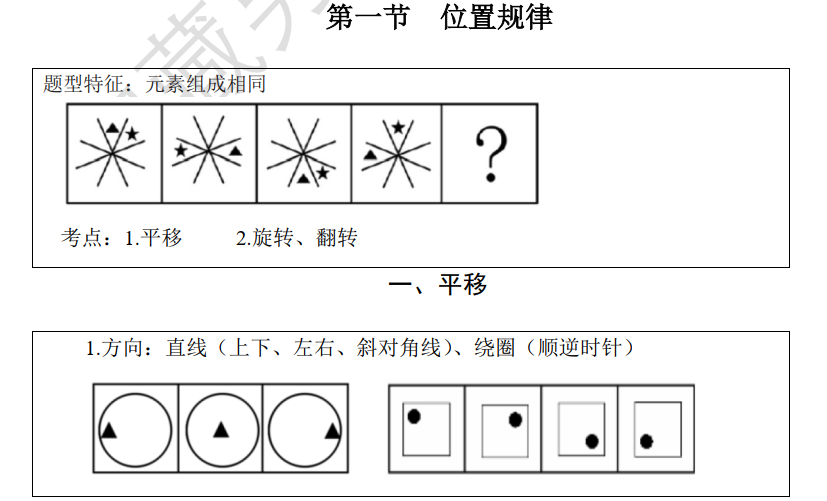 第一节 位置规律
题型特征：元素组成相同
?
考点：1.平移 2.旋转、翻转
一、平移
1.方向：直线（上下、左右、斜对角线）、绕圈（顺逆时针）